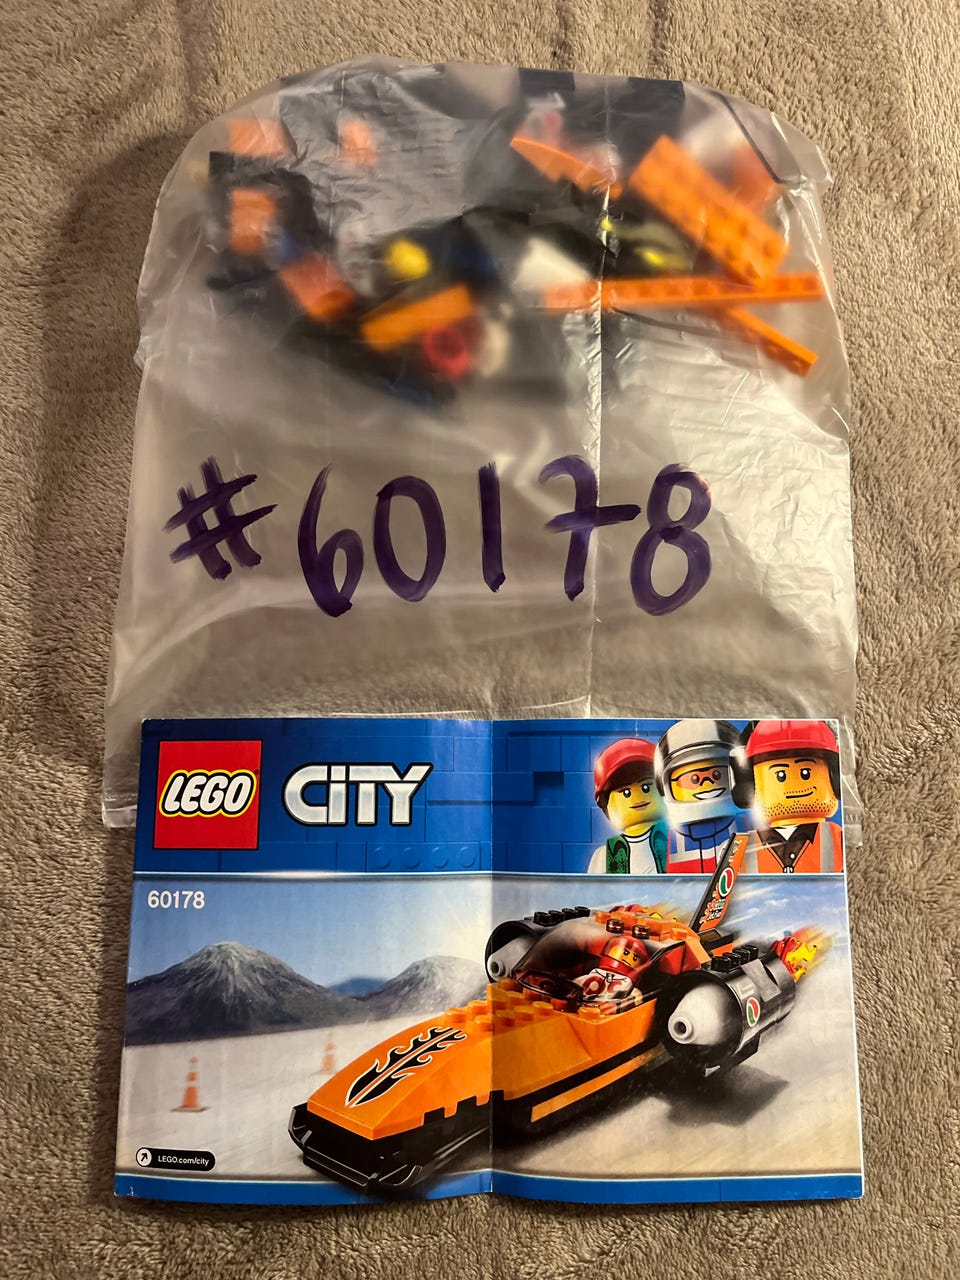 #60178
LEGO CITY
60178
LEGO.com/city